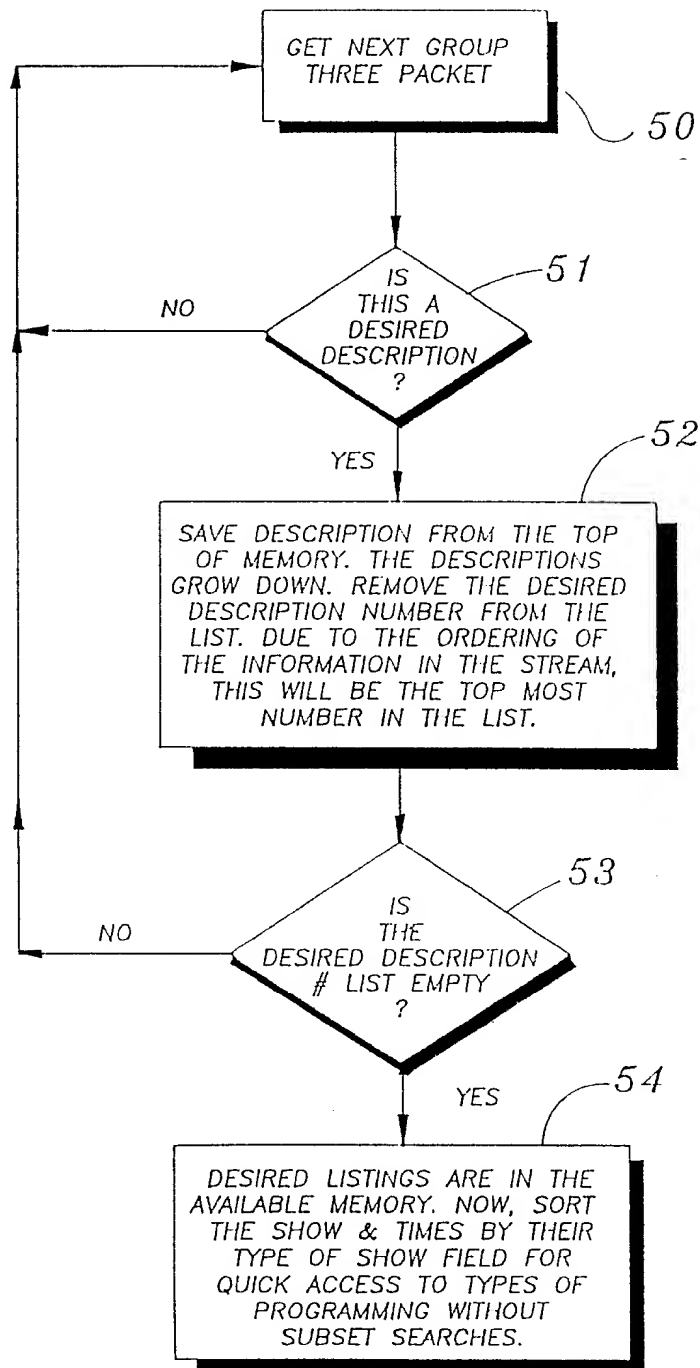 GET NEXT GROUP
THREE PACKET
50
IS
THIS A
DESIRED
DESCRIPTION
?
51
NO
YES
52
SAVE DESCRIPTION FROM THE TOP
OF MEMORY. THE DESCRIPTIONS
GROW DOWN. REMOVE THE DESIRED
DESCRIPTION NUMBER FROM THE
LIST. DUE TO THE ORDERING OF
THE INFORMATION IN THE STREAM,
THIS WILL BE THE TOP MOST
NUMBER IN THE LIST.
53
IS
THE
DESIRED DESCRIPTION
# LIST EMPTY
?
NO
YES
54
DESIRED LISTINGS ARE IN THE
AVAILABLE MEMORY. NOW, SORT
THE SHOW & TIMES BY THEIR
TYPE OF SHOW FIELD FOR
QUICK ACCESS TO TYPES OF
PROGRAMMING WITHOUT
SUBSET SEARCHES.